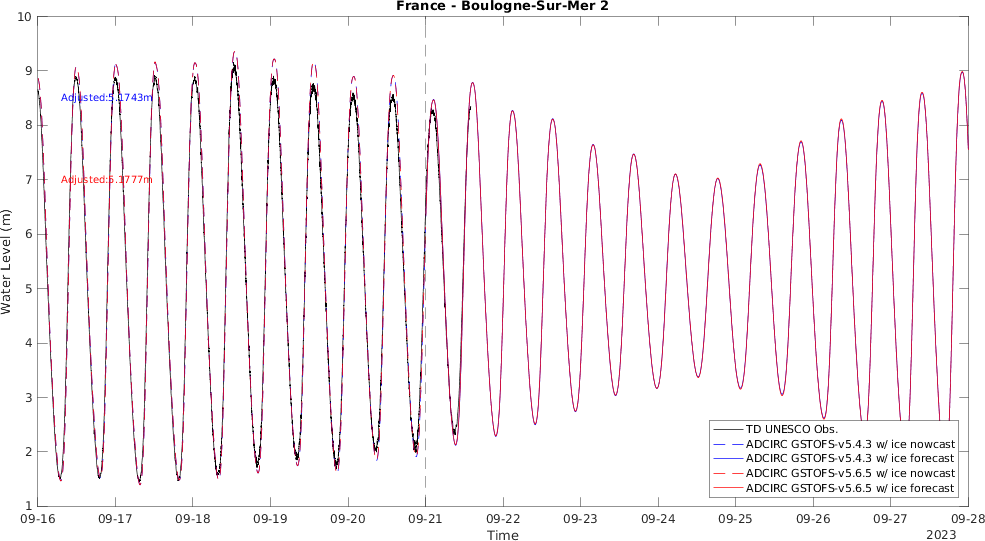 France - Boulogne-Sur-Mer 2
10
9
8
7
6
5
4
3
2
1
Water Level (m)
Adjusted:5.1743m
Adjusted:5.1777m
09-16
09-17
09-18
09-19
09-20
09-21
09-22
09-23
09-24
09-25
09-26
09-27
09-28
Time
2023
TD UNESCO Obs.
ADCIRC GSTOFS-v5.4.3 w/ ice nowcast
ADCIRC GSTOFS-v5.4.3 w/ ice forecast
ADCIRC GSTOFS-v5.6.5 w/ ice nowcast
ADCIRC GSTOFS-v5.6.5 w/ ice forecast